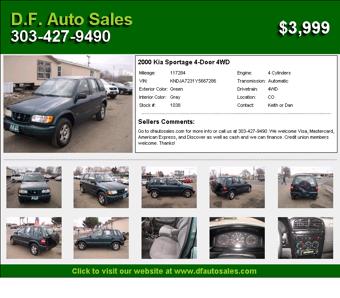 D.F. Auto Sales
303-427-9490
$3,999
2000 Kia Sportage 4-Door 4WD
Mileage: 117284 Engine: 4 Cylinders
VIN: KNDJA7231Y5667286 Transmission: Automatic
Exterior Color: Green Drivetrain: 4WD
Interior Color: Gray Location: CO
Stock #: 1038 Contact: Keith or Dan
Sellers Comments:
Go to dfautosales.com for more info or call us at 303-427-9490. We welcome Visa, Mastercard,
American Express, and Discover as well as cash and we can finance. Credit union members
welcome. Thanks!
Click to visit our website at www.dfautosales.com